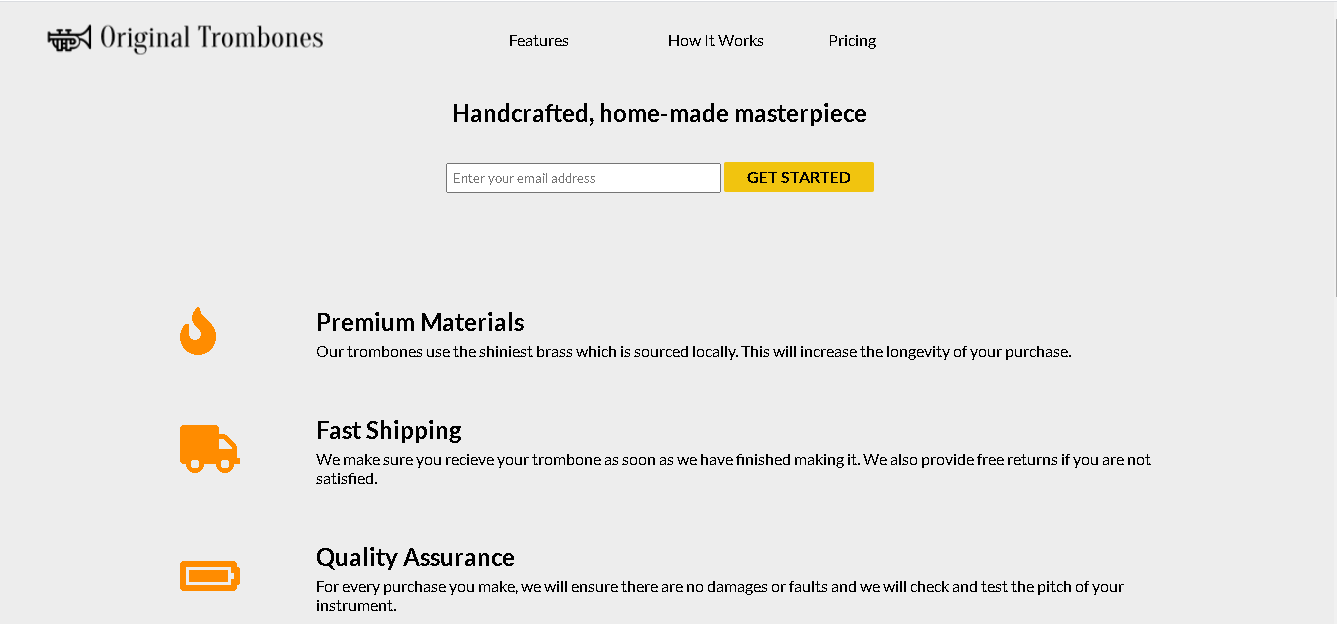 Original Trombones
Features
How It Works
Pricing
Handcrafted, home-made masterpiece
Enter your email address
GET STARTED
Premium Materials
Our trombones use the shiniest brass which is sourced locally. This will increase the longevity of your purchase.
Fast Shipping
We make sure you recieve your trombone as soon as we have finished making it. We also provide free returns if you are not
satisfied.
Quality Assurance
For every purchase you make, we will ensure there are no damages or faults and we will check and test the pitch of your
instrument.